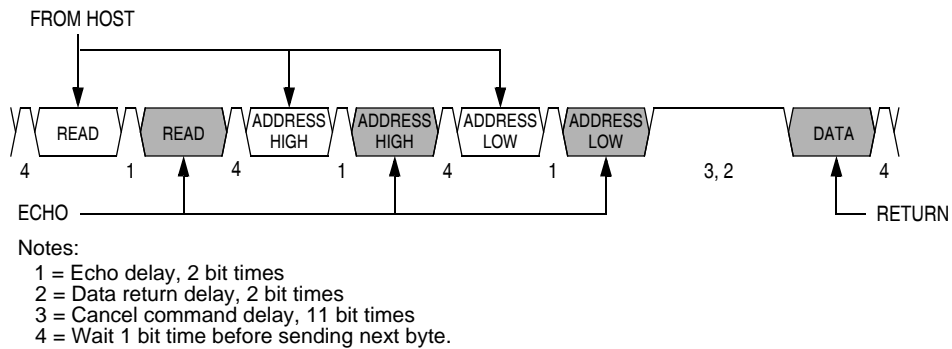 FROM HOST
READ
READ
ADDRESS HIGH
ADDRESS HIGH
ADDRESS LOW
ADDRESS LOW
DATA
4 1 4 1 4 1 3, 2 4
ECHO
RETURN
Notes:
1 = Echo delay, 2 bit times
2 = Data return delay, 2 bit times
3 = Cancel command delay, 11 bit times
4 = Wait 1 bit time before sending next byte.